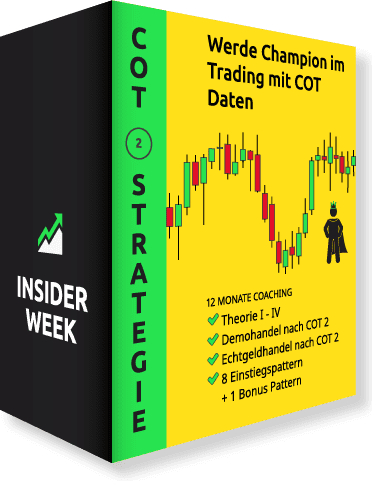 INSIDER
WEEK
COT
2
STRATEGIE
Werde Champion im
Trading mit COT
Daten
12 MONATE COACHING
Theorie I - IV
Demohandel nach COT 2
Echtgeldhandel nach COT 2
8 Einstiegspattern
+ 1 Bonus Pattern